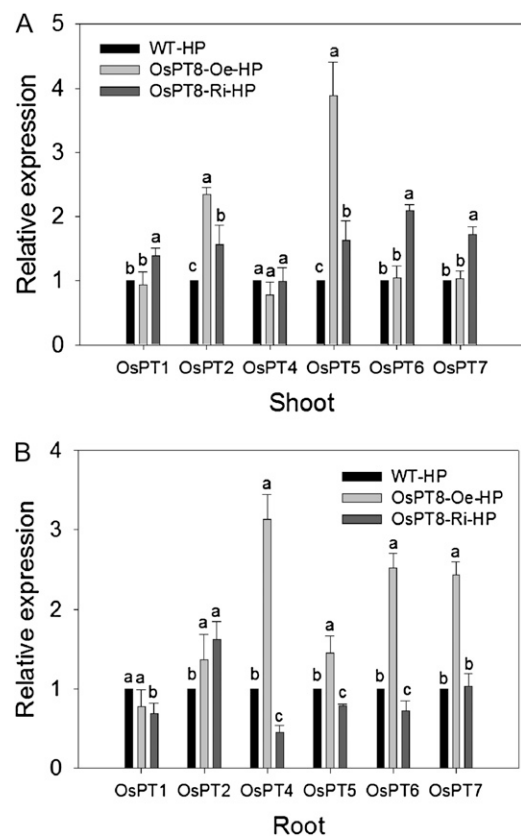 A
5
4
3
2
1
0
Relative expression
WT-HP
OsPT8-Oe-HP
OsPT8-Ri-HP
b b a
c a b
a a a
c a b
b b a
b b a
OsPT1 OsPT2 OsPT4 OsPT5 OsPT6 OsPT7
Shoot
B
4
3
2
1
0
Relative expression
WT-HP
OsPT8-Oe-HP
OsPT8-Ri-HP
a a b
b a a
b a c
b a c
b a c
b a b
OsPT1 OsPT2 OsPT4 OsPT5 OsPT6 OsPT7
Root